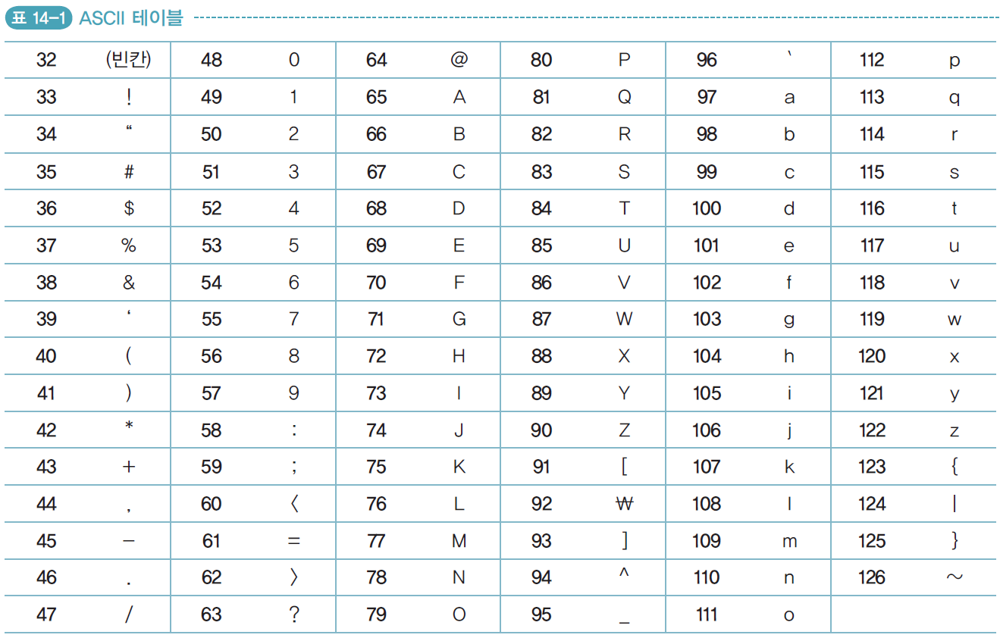 표 14-1 ASCII 테이블
32 (빈칸) 48 0 64 @ 80 P 96 ` 112 p
33 ! 49 1 65 A 81 Q 97 a 113 q
34 “ 50 2 66 B 82 R 98 b 114 r
35 # 51 3 67 C 83 S 99 c 115 s
36 $ 52 4 68 D 84 T 100 d 116 t
37 % 53 5 69 E 85 U 101 e 117 u
38 & 54 6 70 F 86 V 102 f 118 v
39 ‘ 55 7 71 G 87 W 103 g 119 w
40 ( 56 8 72 H 88 X 104 h 120 x
41 ) 57 9 73 I 89 Y 105 i 121 y
42 * 58 : 74 J 90 Z 106 j 122 z
43 + 59 ; 75 K 91 [ 107 k 123 {
44 , 60 〈 76 L 92 ₩ 108 l 124 |
45 - 61 = 77 M 93 ] 109 m 125 }
46 . 62 〉 78 N 94 ^ 110 n 126 ~
47 / 63 ? 79 O 95 _ 111 o